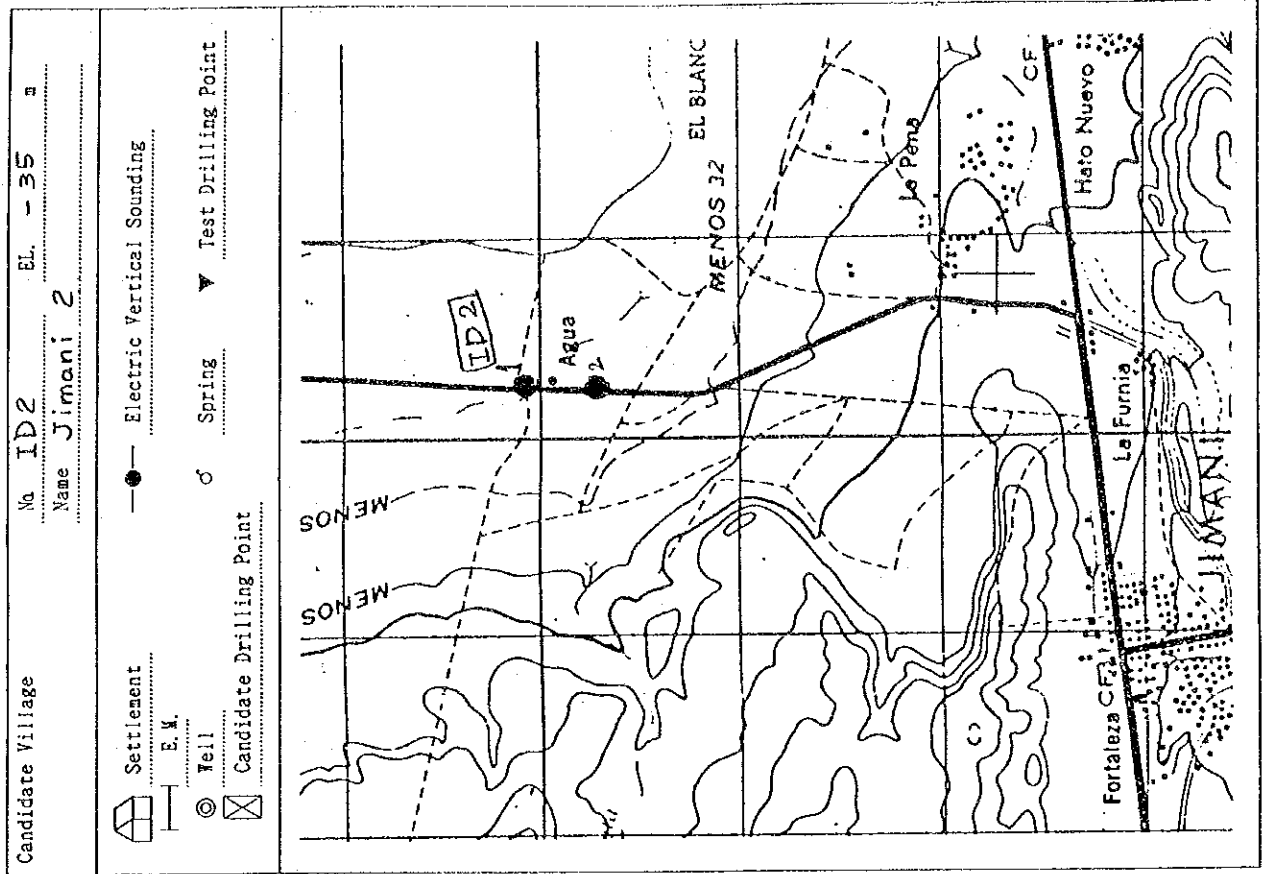 Candidate Village
No ID2 EL. -35 m
Name Jimani 2
Settlement
E.M.
Well
Candidate Drilling Point
Electric Vertical Sounding
Spring
Test Drilling Point
MENOS
MENOS
ID2
1
Agua
2
MENOS 32
EL BLANC
La Pena
CF
Hato Nuevo
La Furnia
JIMANI
Fortaleza CF